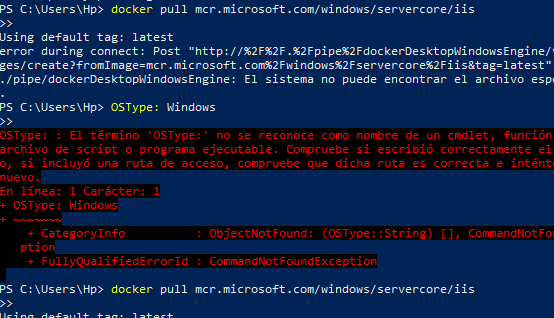 PS C:\Users\Hp> docker pull mcr.microsoft.com/windows/servercore/iis
>>
Using default tag: latest
error during connect: Post "http://%2F%2F.%2Fpipe%2FdockerDesktopWindowsEngine/
ges/create?fromImage=mcr.microsoft.com%2Fwindows%2Fservercore%2Fiis&tag=latest"
./pipe/dockerDesktopWindowsEngine: El sistema no puede encontrar el archivo
.
PS C:\Users\Hp> OSType: Windows
>>
OSType: : El término 'OSType:' no se reconoce como nombre de un cmdlet, función
archivo de script o programa ejecutable. Compruebe si escribió correctamente el
o, si incluyó una ruta de acceso, compruebe que dicha ruta es correcta e
nuevo.
En línea: 1 Carácter: 1
+ OSType: Windows
+ ~~~~~~~
+ CategoryInfo : ObjectNotFound: (OSType::String) [],
ption
+ FullyQualifiedErrorId : CommandNotFoundException
PS C:\Users\Hp> docker pull mcr.microsoft.com/windows/servercore/iis
>>
Using default tag: latest